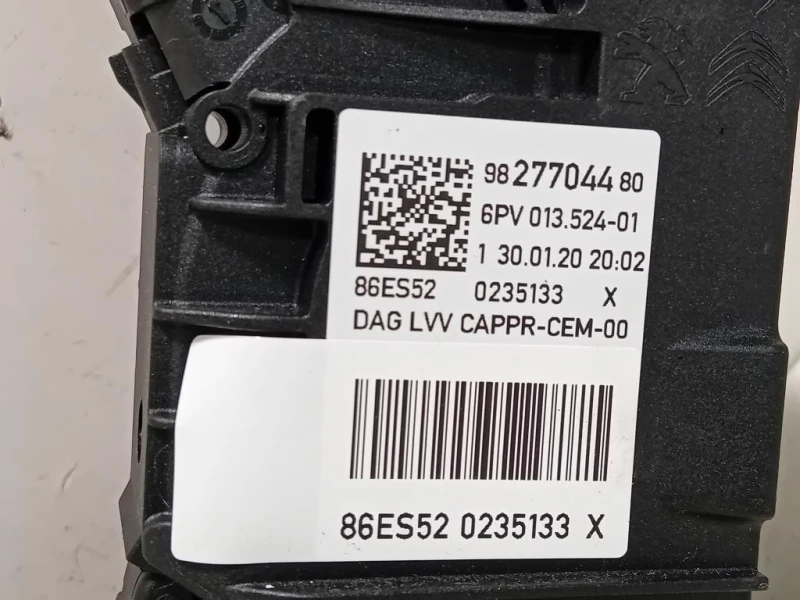 98 277044 80
6PV 013.524-01
1 30.01.20 20:02
86ES52 0235133 X
DAG LVV CAPPR-CEM-00
86ES52 0235133 X